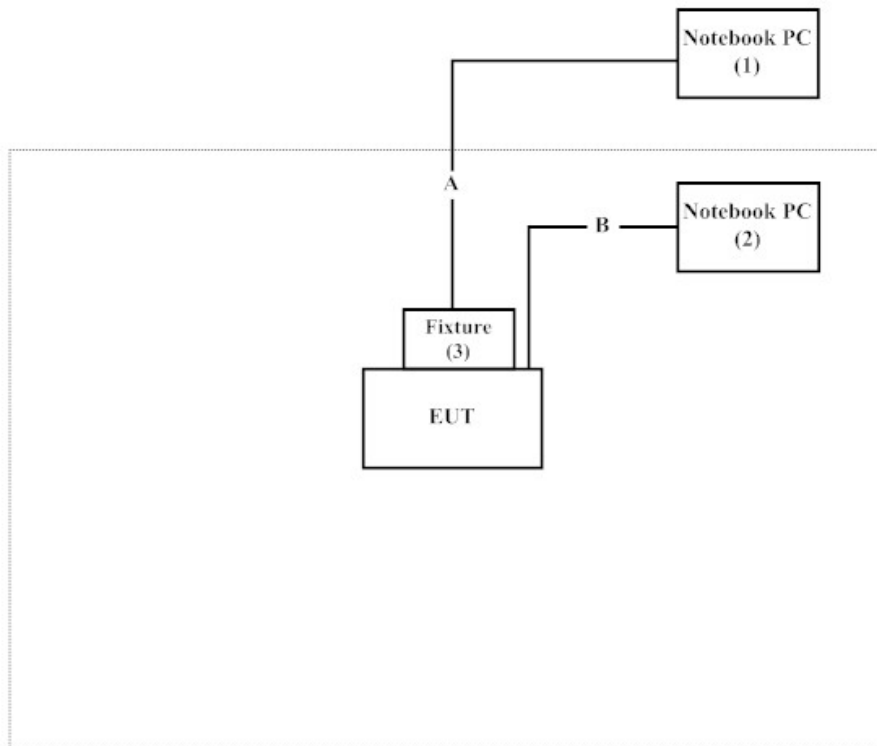 Notebook PC
(1)
A
Notebook PC
(2)
B
Fixture
(3)
EUT